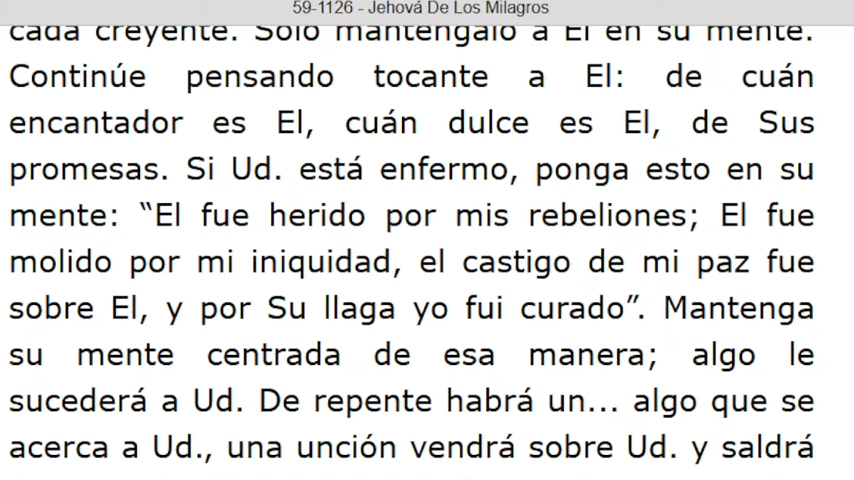 59-1126 - Jehová De Los Milagros
cada creyente. Sólo manténgalo a El en su mente.
Continúe pensando tocante a El: de cuán
encantador es El, cuán dulce es El, de Sus
promesas. Si Ud. está enfermo, ponga esto en su
mente: “El fue herido por mis rebeliones; El fue
molido por mi iniquidad, el castigo de mi paz fue
sobre El, y por Su llaga yo fui curado”. Mantenga
su mente centrada de esa manera; algo le
sucederá a Ud. De repente habrá un... algo que se
acerca a Ud., una unción vendrá sobre Ud. y saldrá